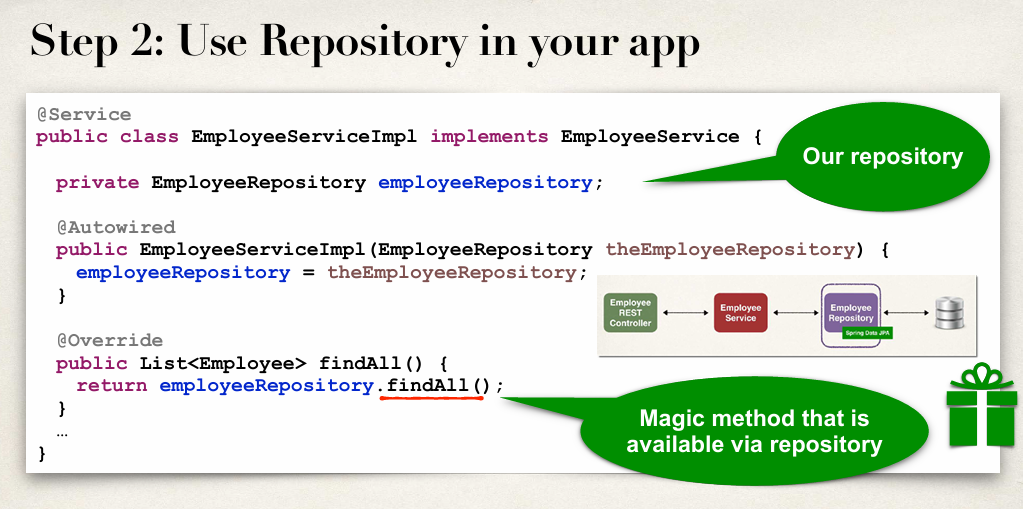 Step 2: Use Repository in your app
@Service
public class EmployeeServiceImpl implements EmployeeService {
private EmployeeRepository employeeRepository;
Our repository
@Autowired
public EmployeeServiceImpl(EmployeeRepository theEmployeeRepository) {
employeeRepository = theEmployeeRepository;
}
Employee
REST
Controller
Employee
Service
Employee
Repository
Spring Data JPA
@Override
public List<Employee> findAll() {
return employeeRepository.findAll();
}
…
}
Magic method that is
available via repository